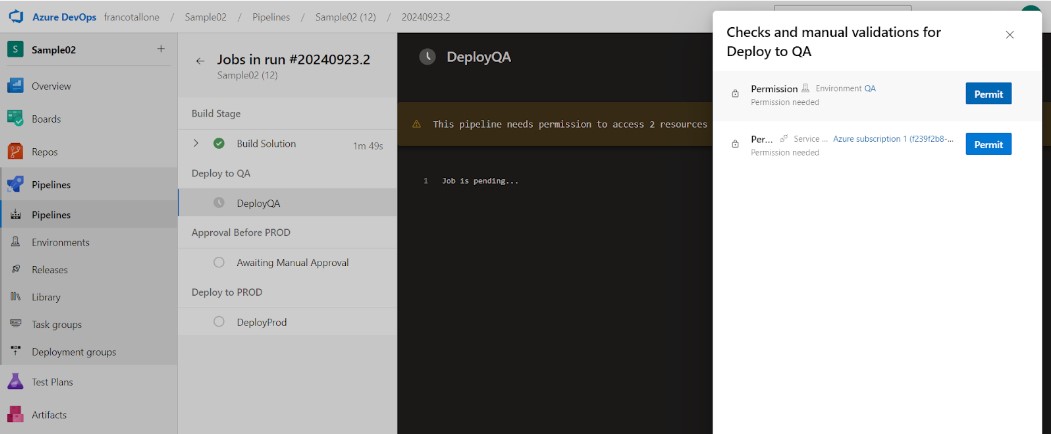 Azure DevOps francotallone / Sample02 / Pipelines / Sample02 (12) / 20240923.2
S Sample02 +
Overview
Boards
Repos
Pipelines
Pipelines
Environments
Releases
Library
Task groups
Deployment groups
Test Plans
Artifacts
Jobs in run #20240923.2
Sample02 (12)
Build Stage
Build Solution 1m 49s
Deploy to QA
DeployQA
Approval Before PROD
Awaiting Manual Approval
Deploy to PROD
DeployProd
DeployQA
This pipeline needs permission to access 2 resources
1 Job is pending...
Checks and manual validations for
Deploy to QA
Permission Environment QA
Permission needed
Permit
Per... Service ... Azure subscription 1 (f239f2b8-...
Permission needed
Permit